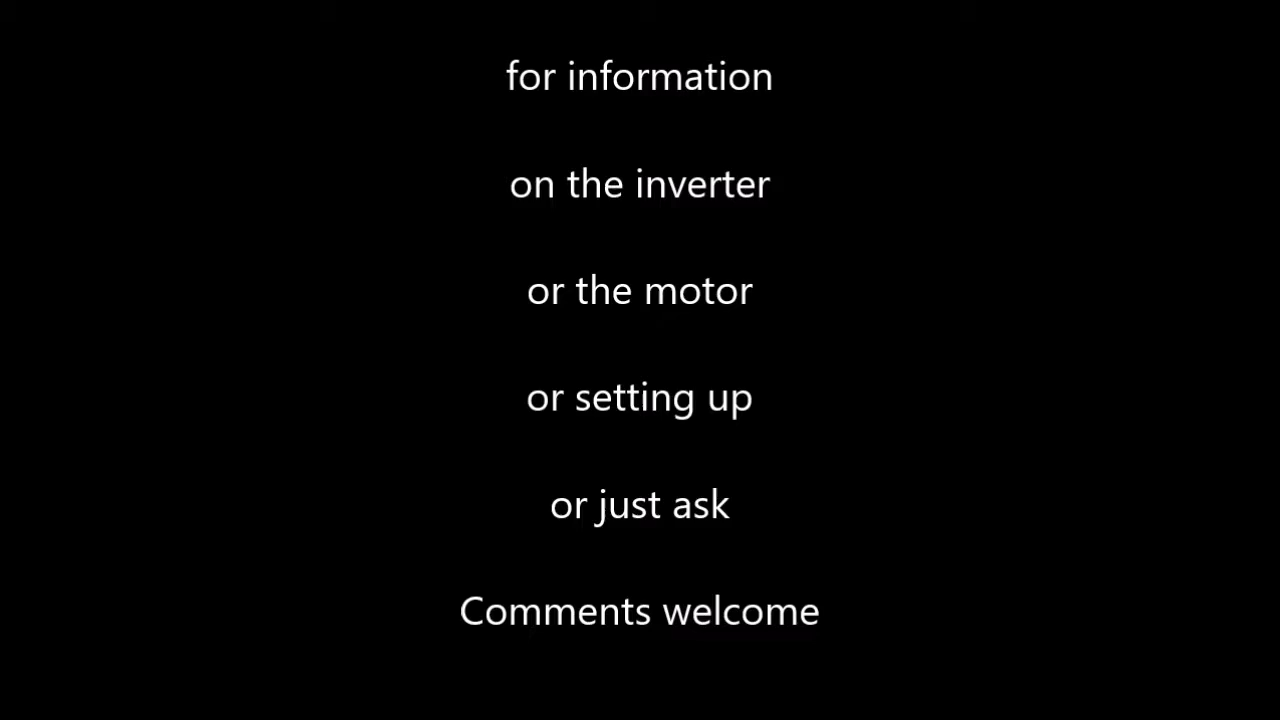 for information
on the inverter
or the motor
or setting up
or just ask
Comments welcome